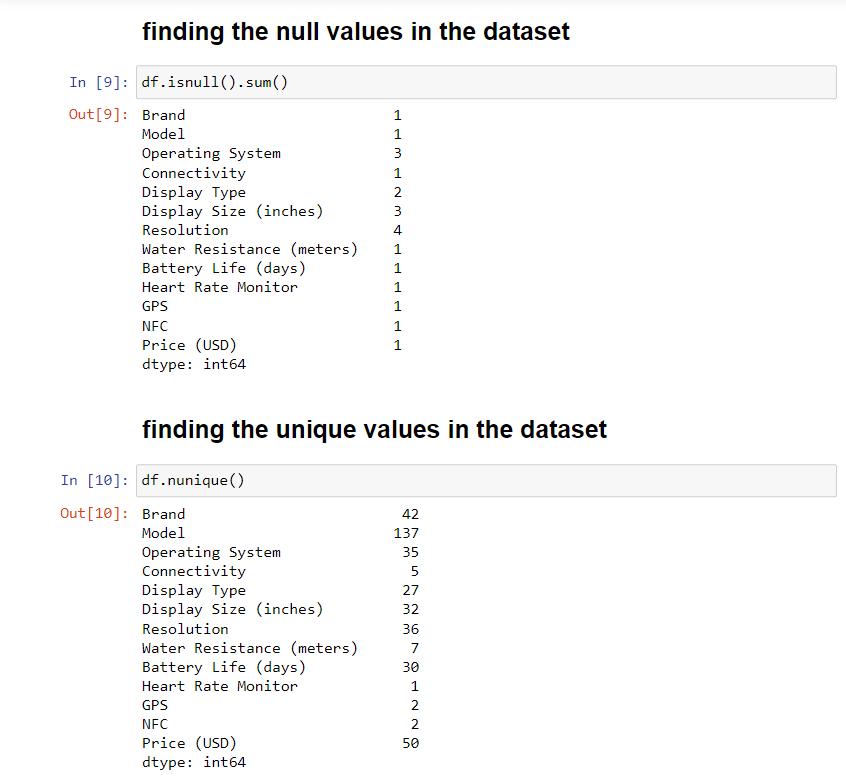 finding the null values in the dataset
In [9]: df.isnull().sum()
Out[9]: Brand 1
Model 1
Operating System 3
Connectivity 1
Display Type 2
Display Size (inches) 3
Resolution 4
Water Resistance (meters) 1
Battery Life (days) 1
Heart Rate Monitor 1
GPS 1
NFC 1
Price (USD) 1
dtype: int64
finding the unique values in the dataset
In [10]: df.nunique()
Out[10]: Brand 42
Model 137
Operating System 35
Connectivity 5
Display Type 27
Display Size (inches) 32
Resolution 36
Water Resistance (meters) 7
Battery Life (days) 30
Heart Rate Monitor 1
GPS 2
NFC 2
Price (USD) 50
dtype: int64